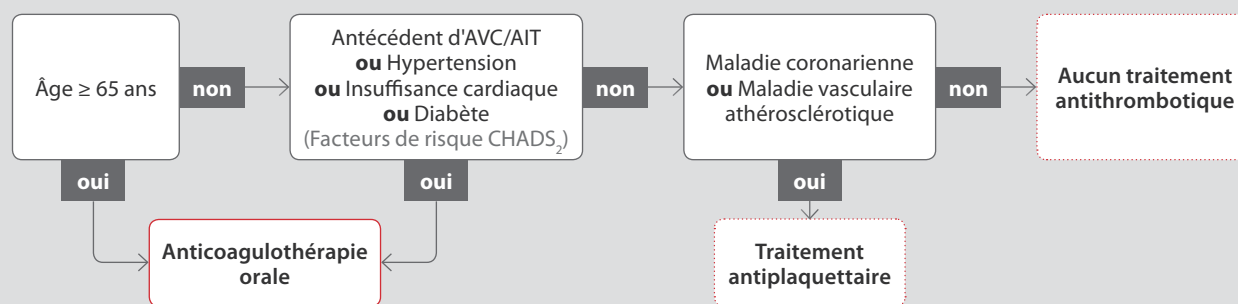 Âge ≥ 65 ans
non
Antécédent d'AVC/AIT
ou Hypertension
ou Insuffisance cardiaque
ou Diabète
(Facteurs de risque CHADS₂)
non
Maladie coronarienne
ou Maladie vasculaire
athérosclérotique
non
Aucun traitement
antithrombotique
oui
oui
oui
Anticoagulothérapie
orale
Traitement
antiplaquettaire